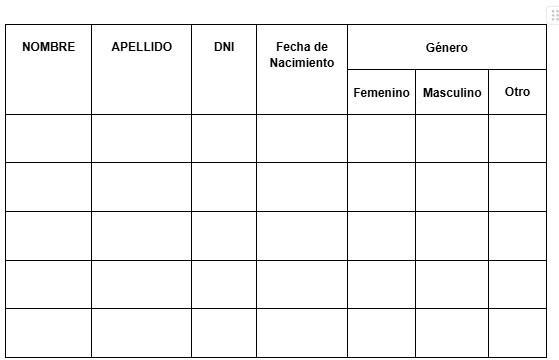 NOMBRE
APELLIDO
DNI
Fecha de
Nacimiento
Género
Femenino
Masculino
Otro